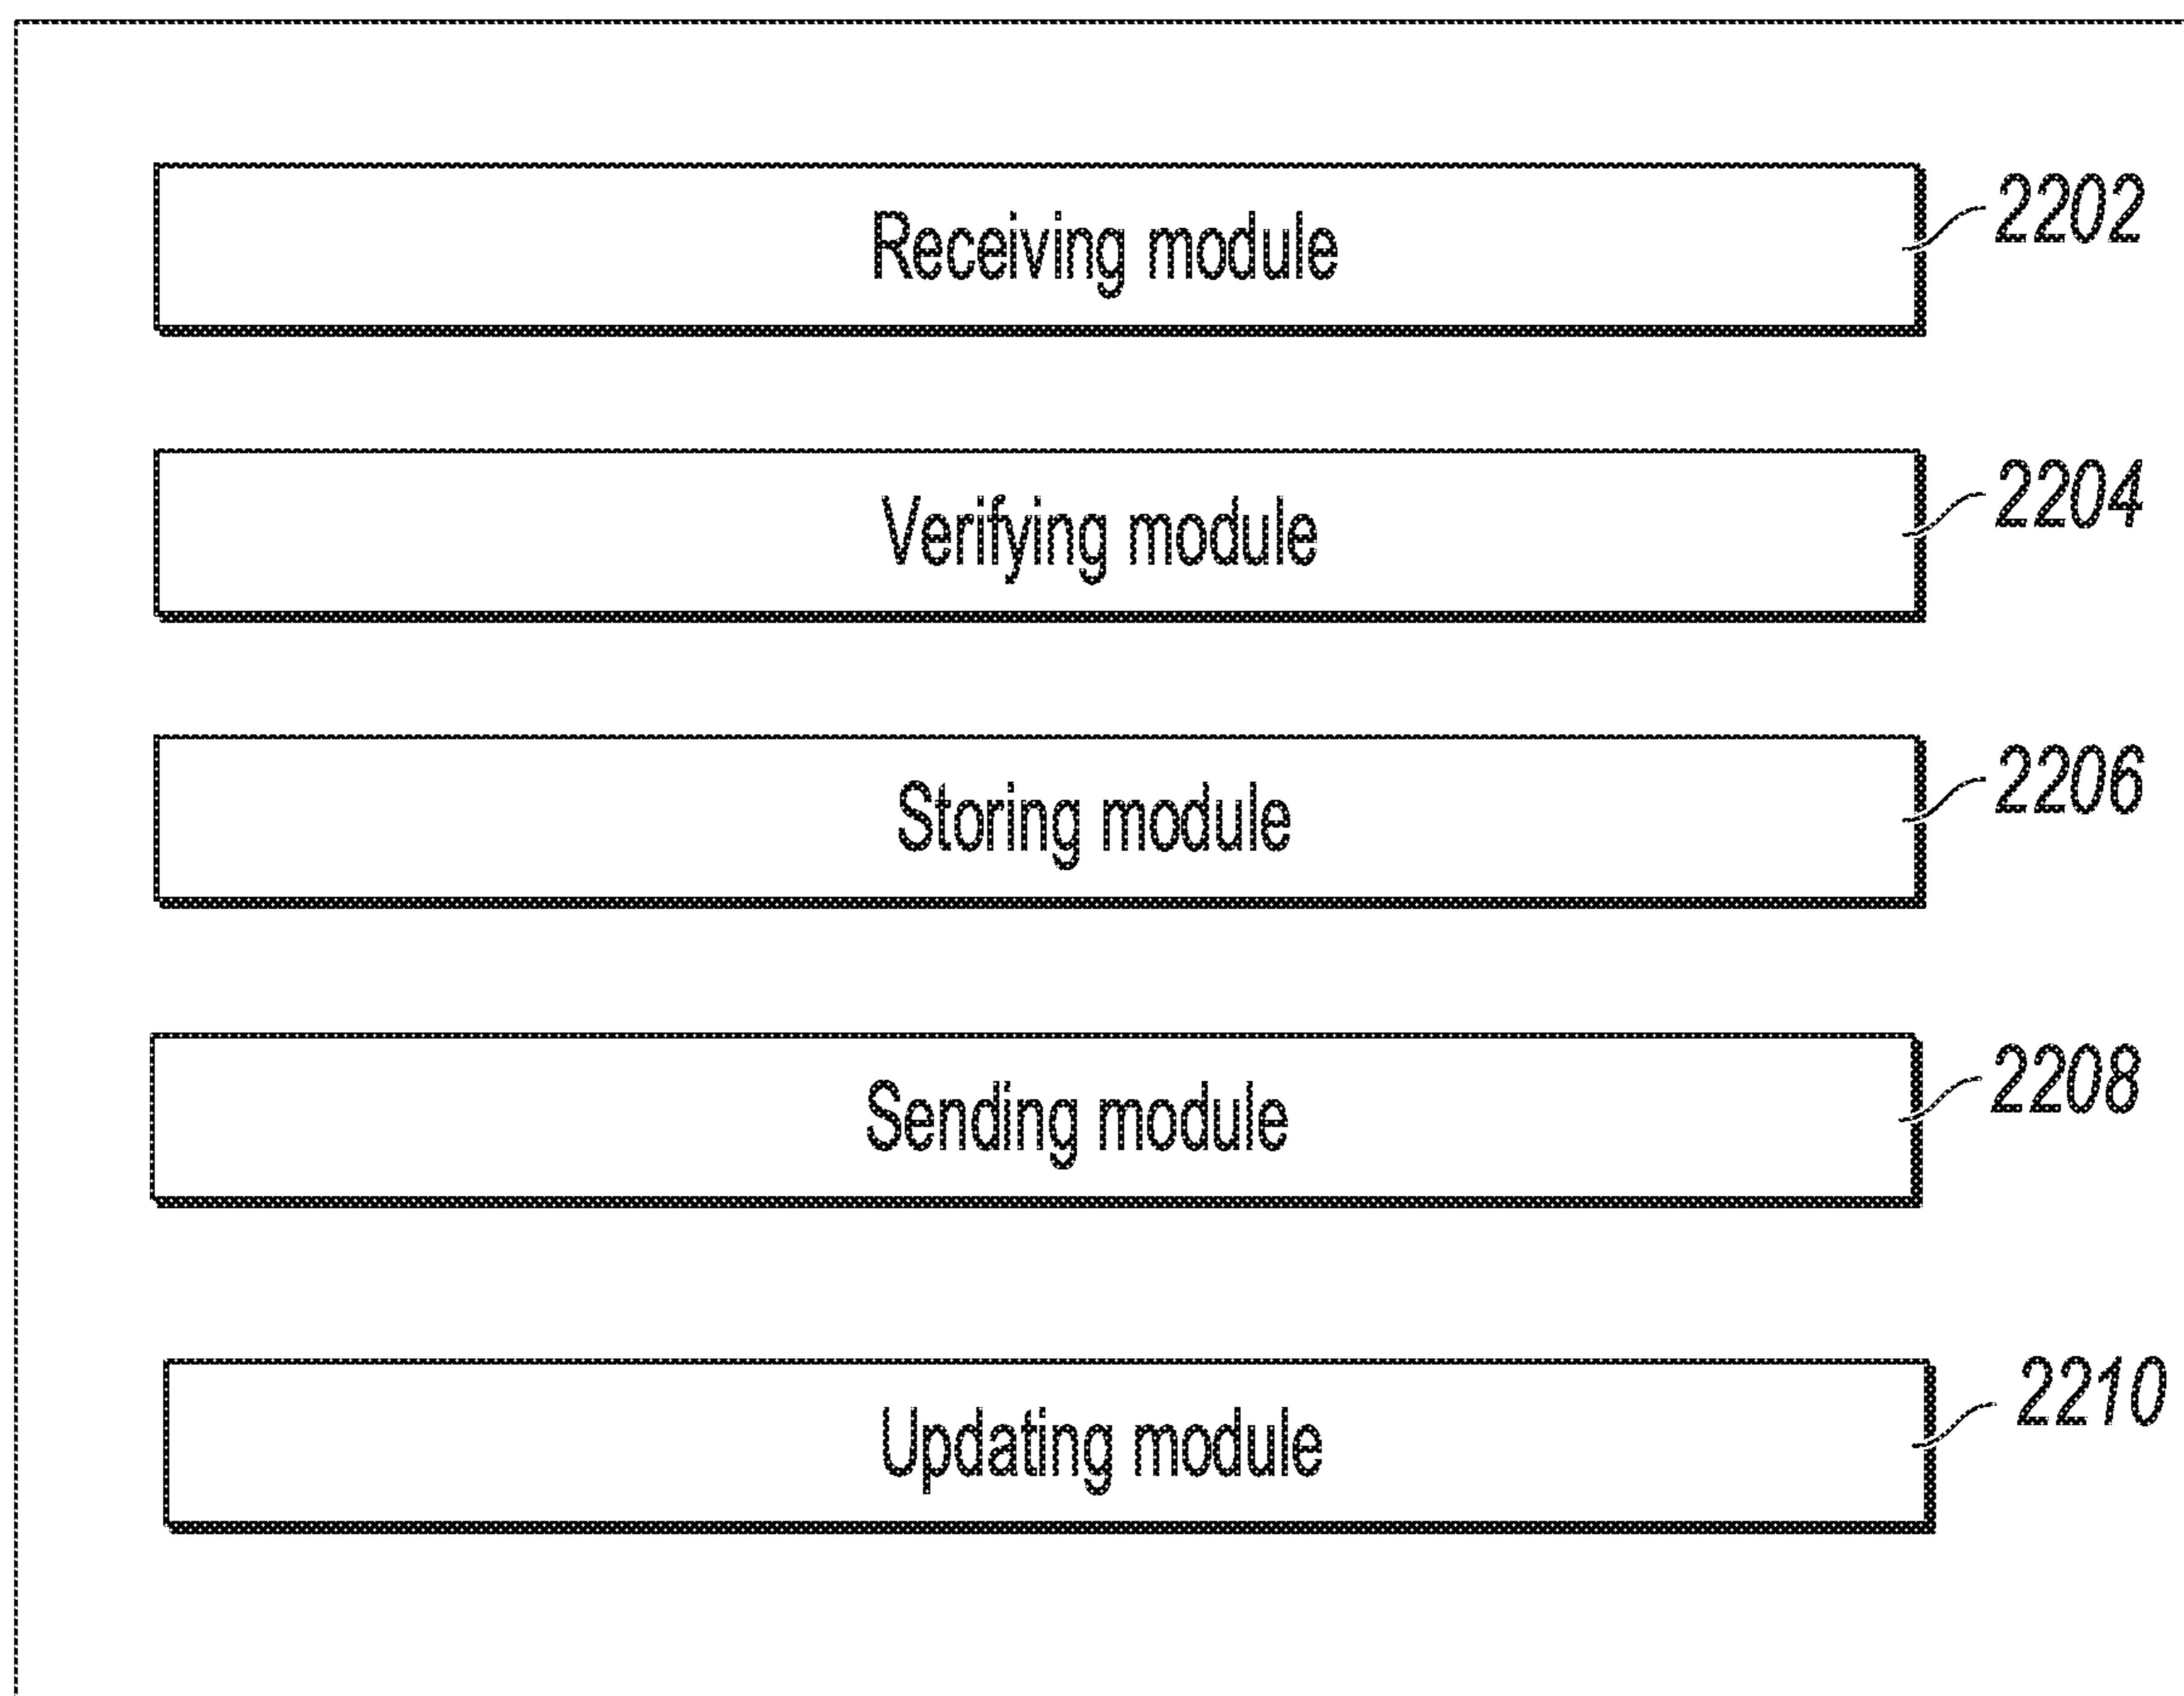 Receiving module 2202
Verifying module 2204
Storing module 2206
Sending module 2208
Updating module 2210